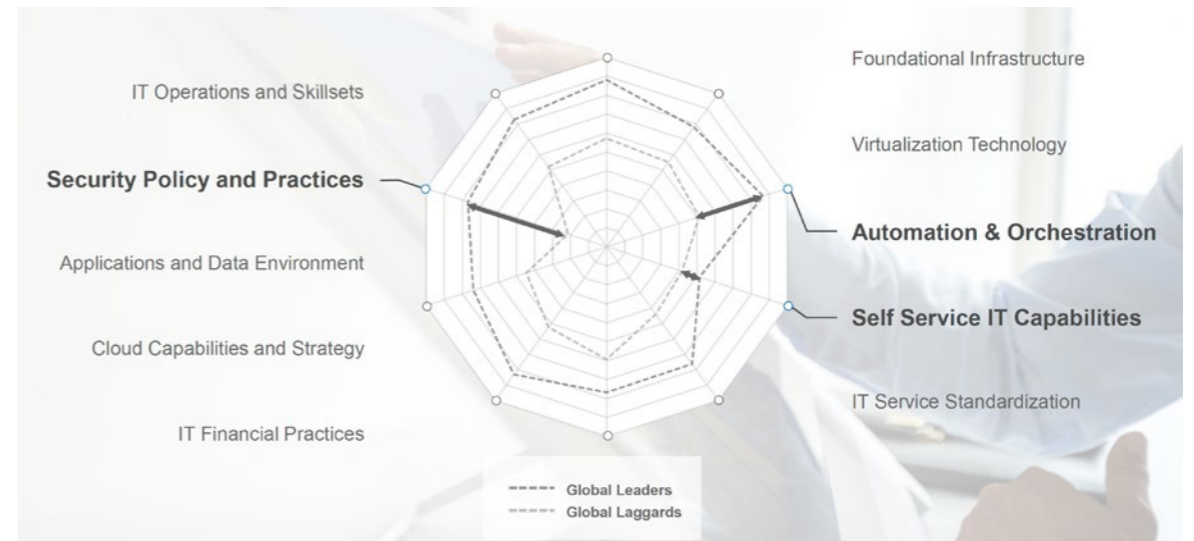 Foundational Infrastructure
IT Operations and Skillsets
Virtualization Technology
Security Policy and Practices
Automation & Orchestration
Applications and Data Environment
Self Service IT Capabilities
Cloud Capabilities and Strategy
IT Service Standardization
IT Financial Practices
Global Leaders
Global Laggards